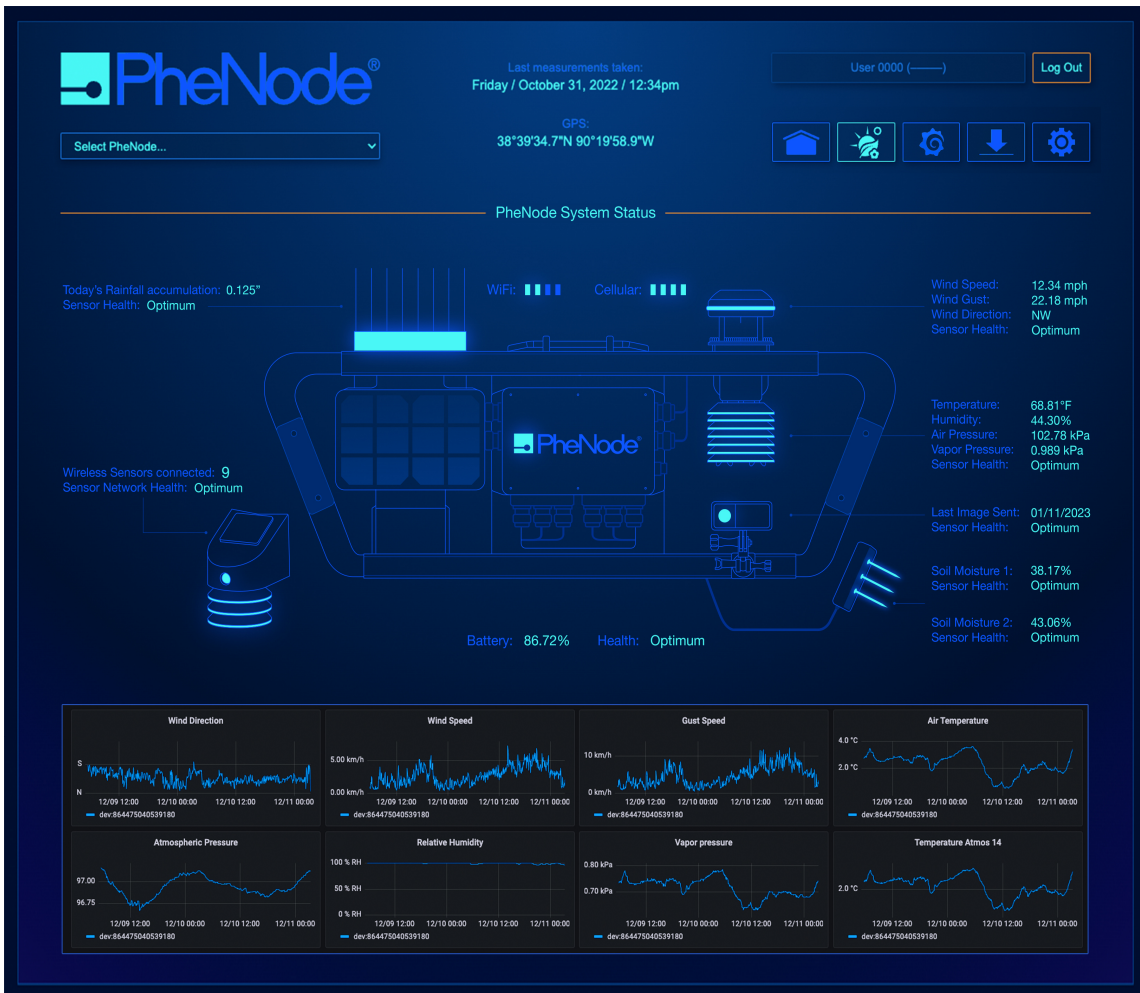 PheNode®
Last measurements taken:
Friday / October 31, 2022 / 12:34pm
User 0000 (———)
Log Out
GPS:
38°39'34.7"N 90°19'58.9"W
Select PheNode...
PheNode System Status
Today's Rainfall accumulation: 0.125"
Sensor Health: Optimum
WiFi:
Cellular:
Wind Speed: 12.34 mph
Wind Gust: 22.18 mph
Wind Direction: NW
Sensor Health: Optimum
Temperature: 68.81°F
Humidity: 44.30%
Air Pressure: 102.78 kPa
Vapor Pressure: 0.989 kPa
Sensor Health: Optimum
PheNode®
Wireless Sensors connected: 9
Sensor Network Health: Optimum
Last Image Sent: 01/11/2023
Sensor Health: Optimum
Soil Moisture 1: 38.17%
Sensor Health: Optimum
Soil Moisture 2: 43.06%
Sensor Health: Optimum
Battery: 86.72% Health: Optimum
Wind Direction
S
N
12/09 12:00 12/10 00:00 12/10 12:00 12/11 00:00
dev:864475040539180
Wind Speed
5.00 km/h
0.00 km/h
12/09 12:00 12/10 00:00 12/10 12:00 12/11 00:00
dev:864475040539180
Gust Speed
10 km/h
0 km/h
12/09 12:00 12/10 00:00 12/10 12:00 12/11 00:00
dev:864475040539180
Air Temperature
4.0 °C
2.0 °C
12/09 12:00 12/10 00:00 12/10 12:00 12/11 00:00
dev:864475040539180
Atmospheric Pressure
97.00
96.75
12/09 12:00 12/10 00:00 12/10 12:00 12/11 00:00
dev:864475040539180
Relative Humidity
100 % RH
50 % RH
0 % RH
12/09 12:00 12/10 00:00 12/10 12:00 12/11 00:00
dev:864475040539180
Vapor pressure
0.80 kPa
0.70 kPa
12/09 12:00 12/10 00:00 12/10 12:00 12/11 00:00
dev:864475040539180
Temperature Atmos 14
2.0 °C
12/09 12:00 12/10 00:00 12/10 12:00 12/11 00:00
dev:864475040539180